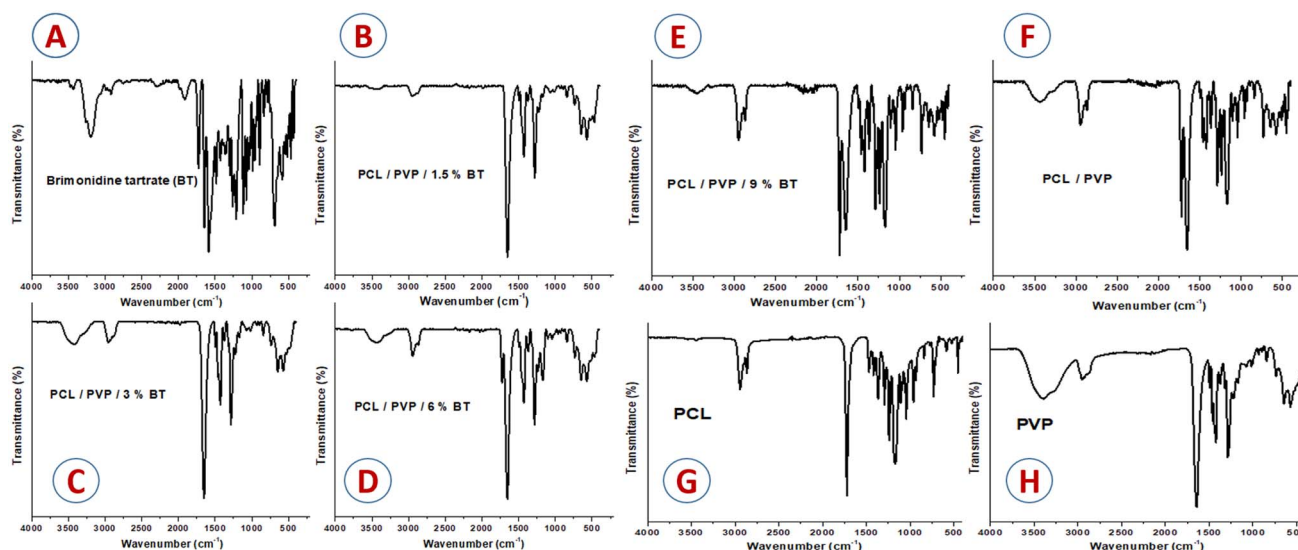 A
Transmittance (%)
Brimonidine tartrate (BT)
4000 3500 3000 2500 2000 1500 1000 500
Wavenumber (cm⁻¹)
B
Transmittance (%)
PCL / PVP / 1.5 % BT
4000 3500 3000 2500 2000 1500 1000 500
Wavenumber (cm⁻¹)
E
Transmittance (%)
PCL / PVP / 9 % BT
4000 3500 3000 2500 2000 1500 1000 500
Wavenumber (cm⁻¹)
F
Transmittance (%)
PCL / PVP
4000 3500 3000 2500 2000 1500 1000 500
Wavenumber (cm⁻¹)
Transmittance (%)
PCL / PVP / 3 % BT
C
4000 3500 3000 2500 2000 1500 1000 500
Wavenumber (cm⁻¹)
Transmittance (%)
PCL / PVP / 6 % BT
D
4000 3500 3000 2500 2000 1500 1000 500
Wavenumber (cm⁻¹)
Transmittance (%)
PCL
G
4000 3500 3000 2500 2000 1500 1000 500
Wavenumber (cm⁻¹)
Transmittance (%)
PVP
H
4000 3500 3000 2500 2000 1500 1000 500
Wavenumber (cm⁻¹)